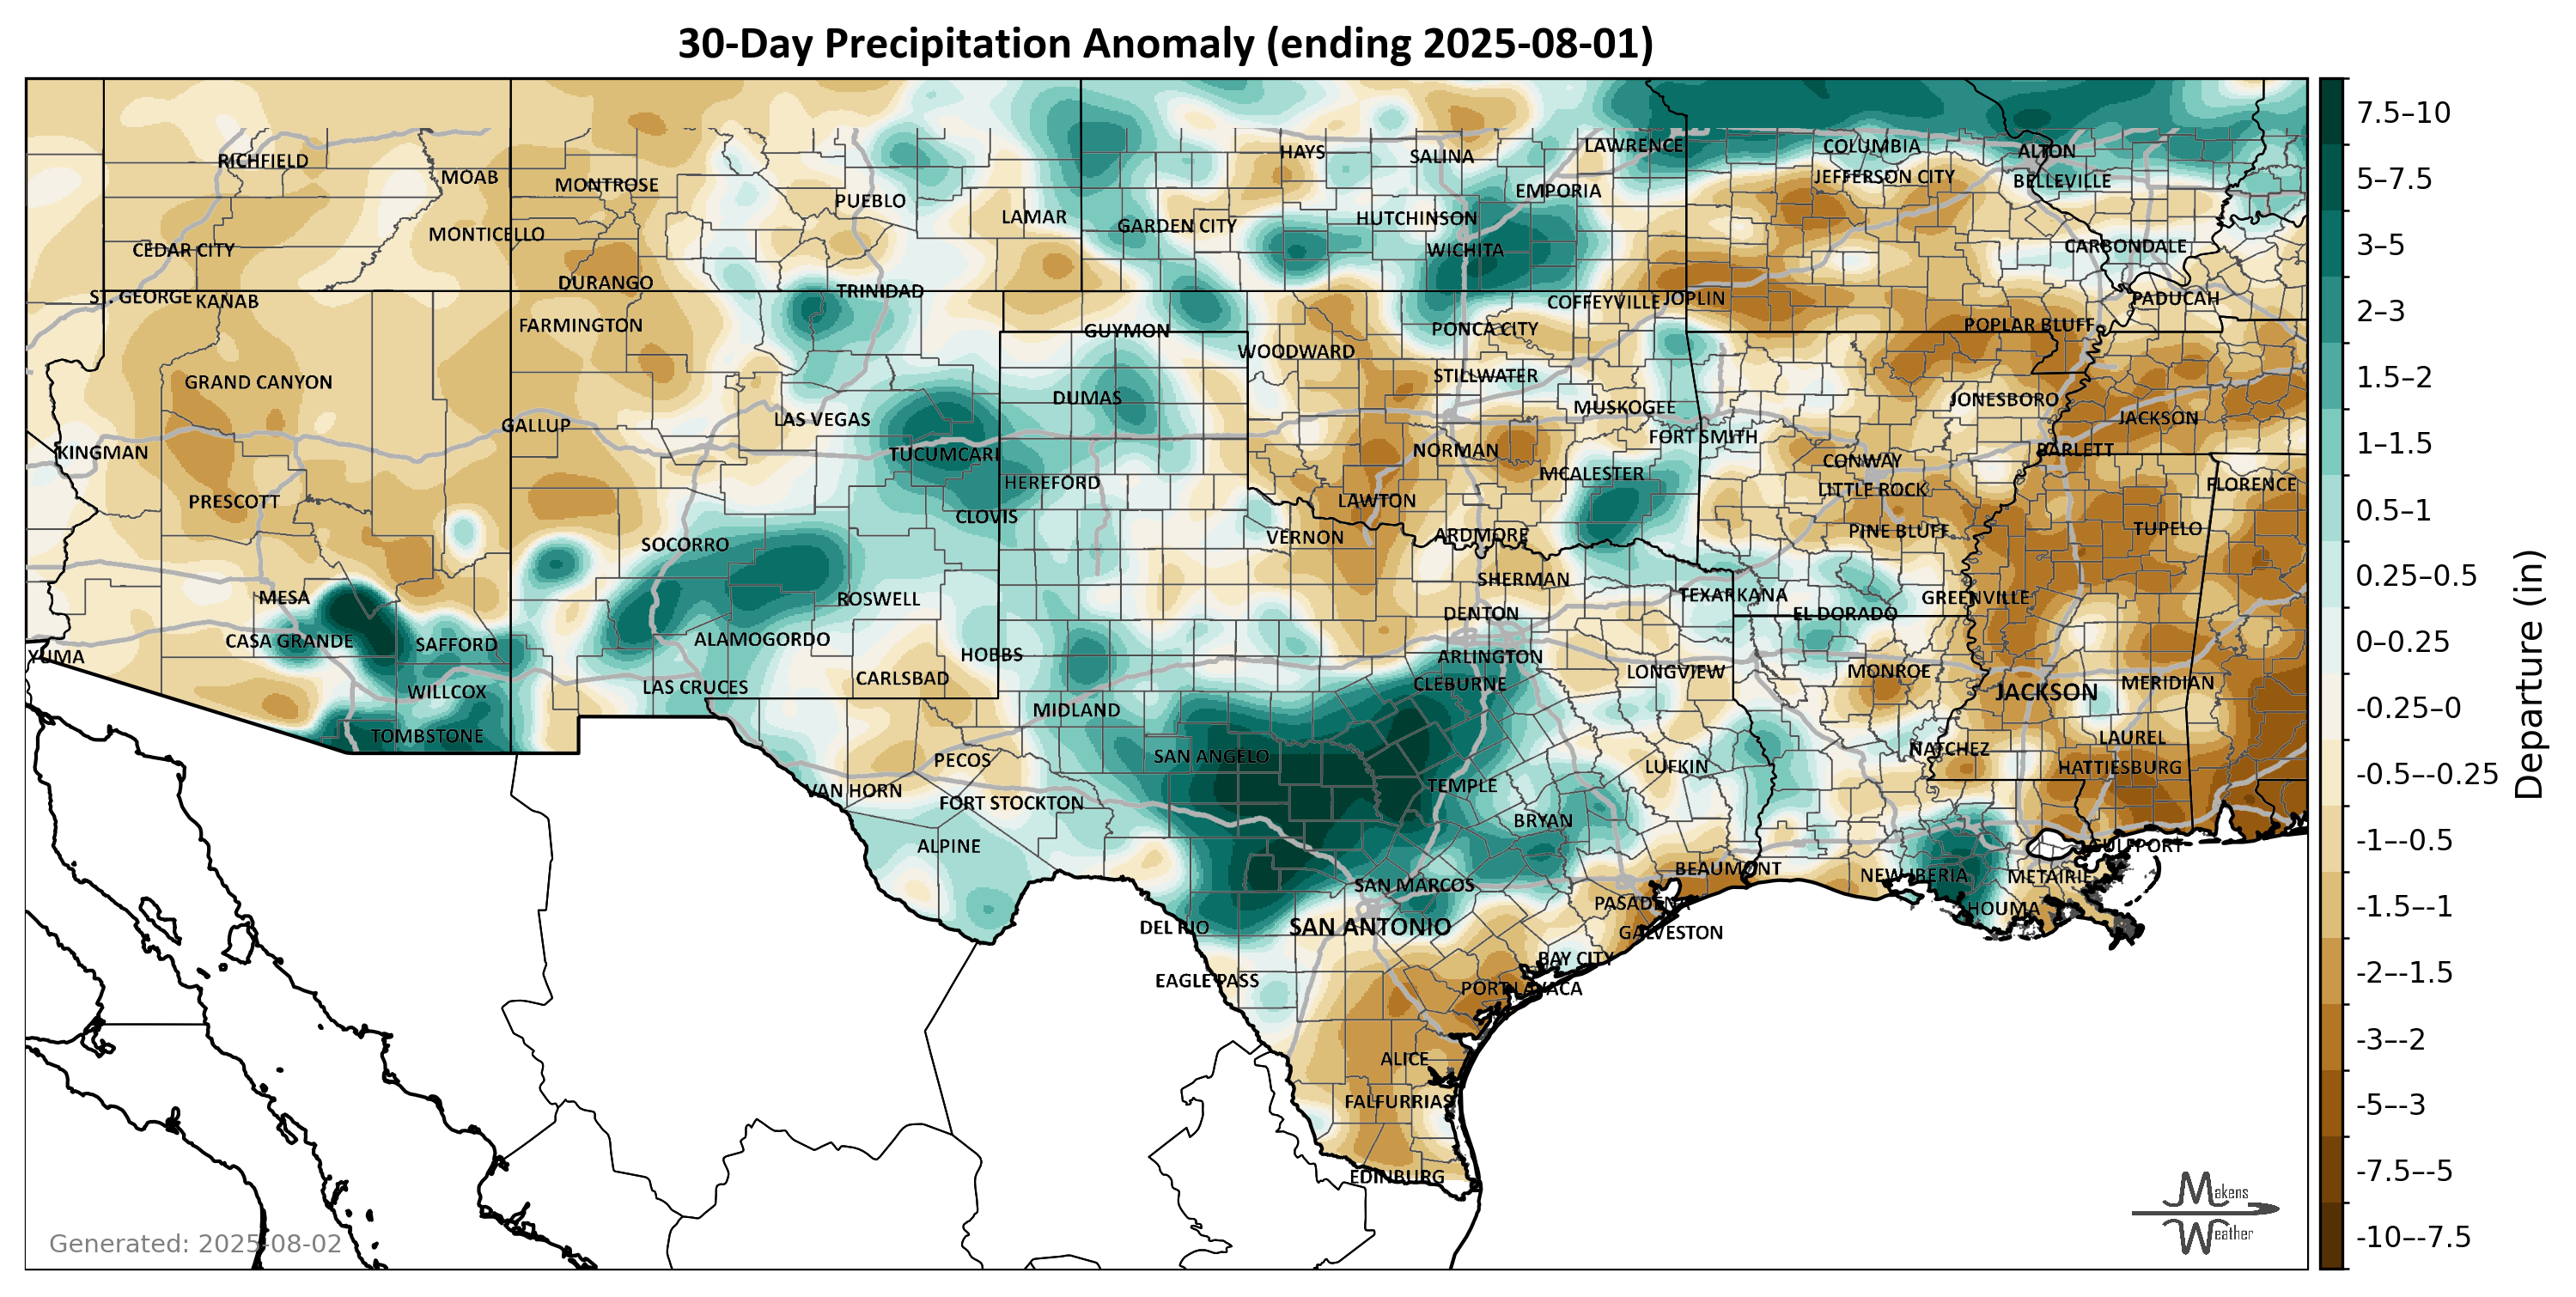 30-Day Precipitation Anomaly (ending 2025-08-01)
RICHFIELD
MOAB
MONTROSE
PUEBLO
LAMAR
HAYS
SALINA
LAWRENCE
COLUMBIA
ALTON
JEFFERSON CITY
BELLEVILLE
EMPORIA
MONTICELLO
CEDAR CITY
GARDEN CITY
HUTCHINSON
WICHITA
CARBONDALE
DURANGO
TRINIDAD
ST. GEORGE
KANAB
COFFEYVILLE
JOPLIN
PADUCAH
FARMINGTON
GUYMON
PONCA CITY
POPLAR BLUFF
WOODWARD
GRAND CANYON
STILLWATER
DUMAS
MUSKOGEE
JONESBORO
JACKSON
GALLUP
LAS VEGAS
FORT SMITH
KINGMAN
TUCUMCARI
NORMAN
BARLETT
CONWAY
MCALESTER
HEREFORD
LITTLE ROCK
FLORENCE
PRESCOTT
LAWTON
CLOVIS
PINE BLUFF
TUPELO
SOCORRO
VERNON
ARDMORE
SHERMAN
MESA
ROSWELL
TEXARKANA
GREENVILLE
DENTON
EL DORADO
CASA GRANDE
SAFFORD
ALAMOGORDO
YUMA
HOBBS
ARLINGTON
LONGVIEW
MONROE
CARLSBAD
CLEBURNE
MERIDIAN
WILLCOX
LAS CRUCES
JACKSON
MIDLAND
TOMBSTONE
LAUREL
NATCHEZ
SAN ANGELO
PECOS
LUFKIN
HATTIESBURG
TEMPLE
VAN HORN
FORT STOCKTON
BRYAN
ALPINE
GULFPORT
BEAUMONT
NEW IBERIA
METAIRIE
SAN MARCOS
PASADENA
HOUMA
DEL RIO
SAN ANTONIO
GALVESTON
BAY CITY
EAGLE PASS
PORT LAVACA
ALICE
FALFURRIAS
EDINBURG
Generated: 2025-08-02
Makens
Weather
7.5–10
5–7.5
3–5
2–3
1.5–2
1–1.5
0.5–1
0.25–0.5
0–0.25
-0.25–0
-0.5–-0.25
-1–-0.5
-1.5–-1
-2–-1.5
-3–-2
-5–-3
-7.5–-5
-10–-7.5
Departure (in)